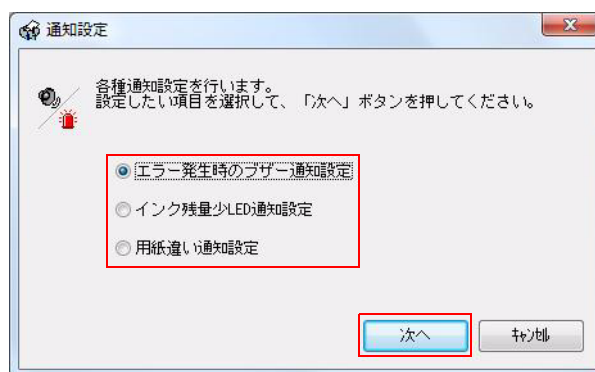 通知設定
各種通知設定を行います。
設定したい項目を選択して、「次へ」ボタンを押してください。
エラー発生時のブザー通知設定
インク残量少LED通知設定
用紙違い通知設定
次へ
ｷｬﾝｾﾙ